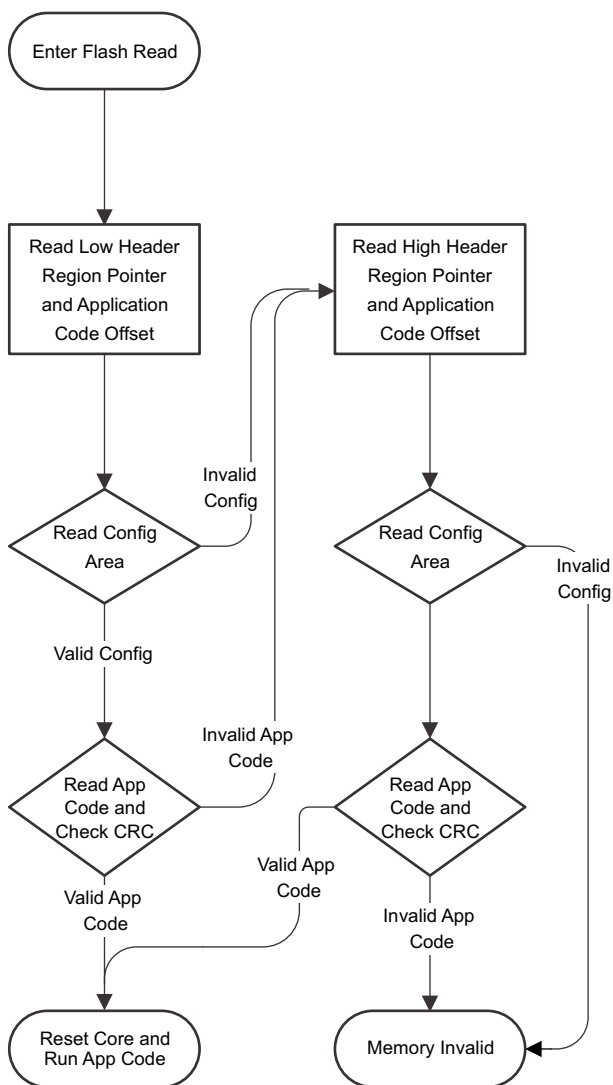 Enter Flash Read
Read Low Header
Region Pointer
and Application
Code Offset
Read High Header
Region Pointer
and Application
Code Offset
Invalid
Config
Read Config
Area
Read Config
Area
Invalid
Config
Valid Config
Invalid App
Code
Read App
Code and
Check CRC
Read App
Code and
Check CRC
Valid App
Code
Valid App
Code
Invalid App
Code
Reset Core and
Run App Code
Memory Invalid